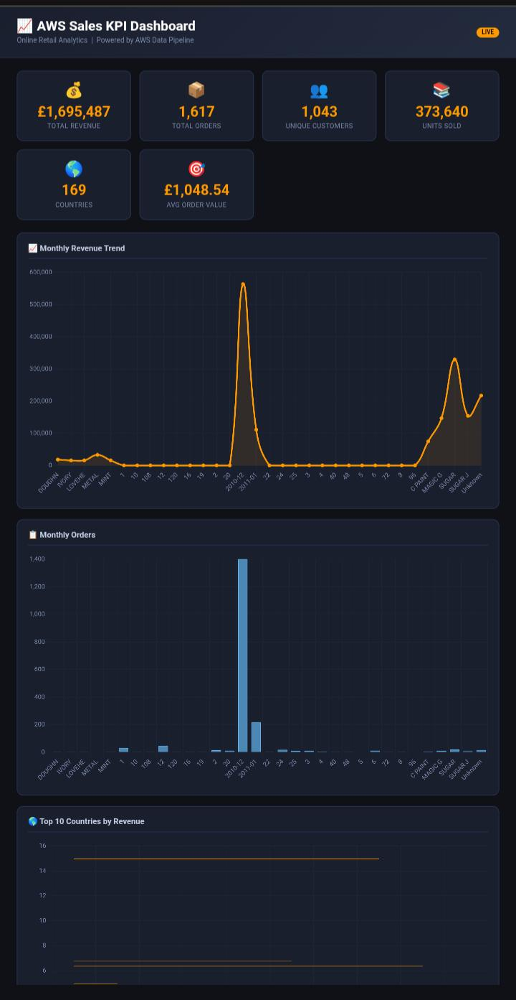 📈 AWS Sales KPI Dashboard
Online Retail Analytics | Powered by AWS Data Pipeline
LIVE
£1,695,487
TOTAL REVENUE
1,617
TOTAL ORDERS
1,043
UNIQUE CUSTOMERS
373,640
UNITS SOLD
169
COUNTRIES
£1,048.54
AVG ORDER VALUE
📈 Monthly Revenue Trend
600,000
500,000
400,000
300,000
200,000
100,000
0
DOUGHN IVORY LOVEHE METAL MINT 1 10 108 12 120 16 19 2 20 2010-12 2011-01 22 24 25 3 4 40 48 5 6 72 8 96 C PAINT MAGIC G SUGAR SUGAR J Unknown
📋 Monthly Orders
1,400
1,200
1,000
800
600
400
200
0
DOUGHN IVORY LOVEHE METAL MINT 1 10 108 12 120 16 19 2 20 2010-12 2011-01 22 24 25 3 4 40 48 5 6 72 8 96 C PAINT MAGIC G SUGAR SUGAR J Unknown
🌎 Top 10 Countries by Revenue
16
14
12
10
8
6